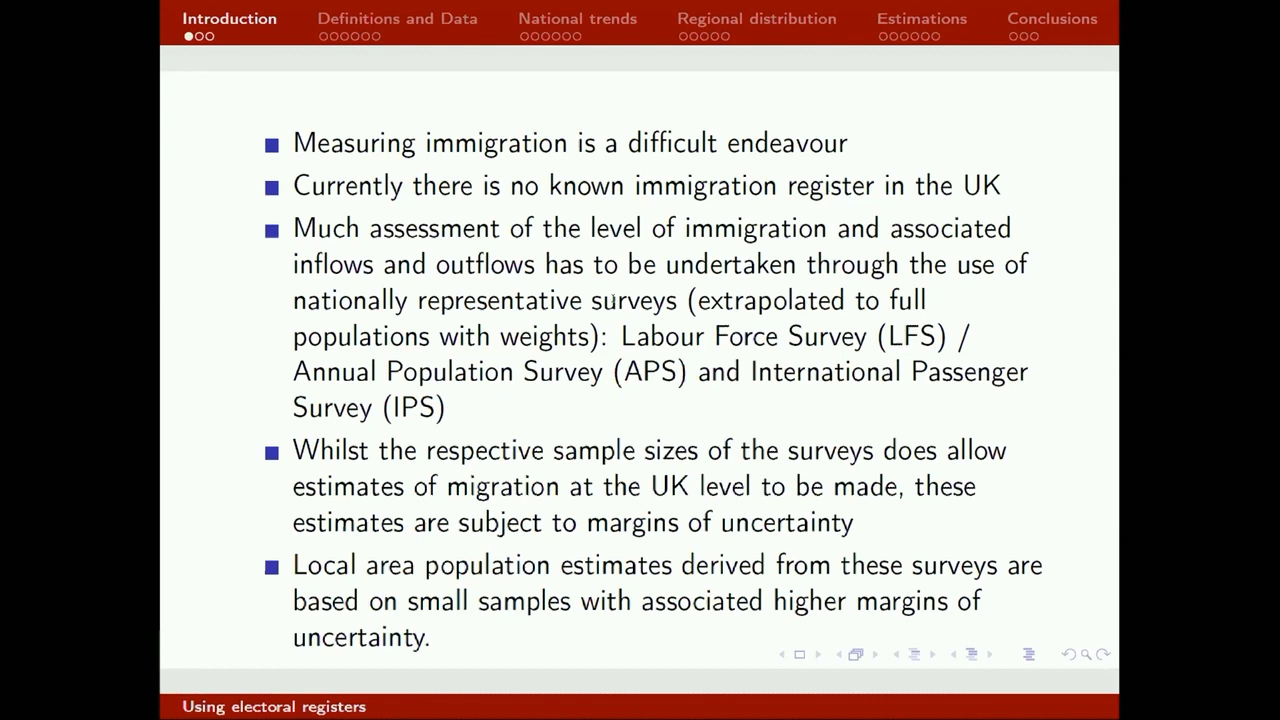 Introduction Definitions and Data National trends Regional distribution Estimations Conclusions
Measuring immigration is a difficult endeavour
Currently there is no known immigration register in the UK
Much assessment of the level of immigration and associated
inflows and outflows has to be undertaken through the use of
nationally representative surveys (extrapolated to full
populations with weights): Labour Force Survey (LFS) /
Annual Population Survey (APS) and International Passenger
Survey (IPS)
Whilst the respective sample sizes of the surveys does allow
estimates of migration at the UK level to be made, these
estimates are subject to margins of uncertainty
Local area population estimates derived from these surveys are
based on small samples with associated higher margins of
uncertainty.
Using electoral registers